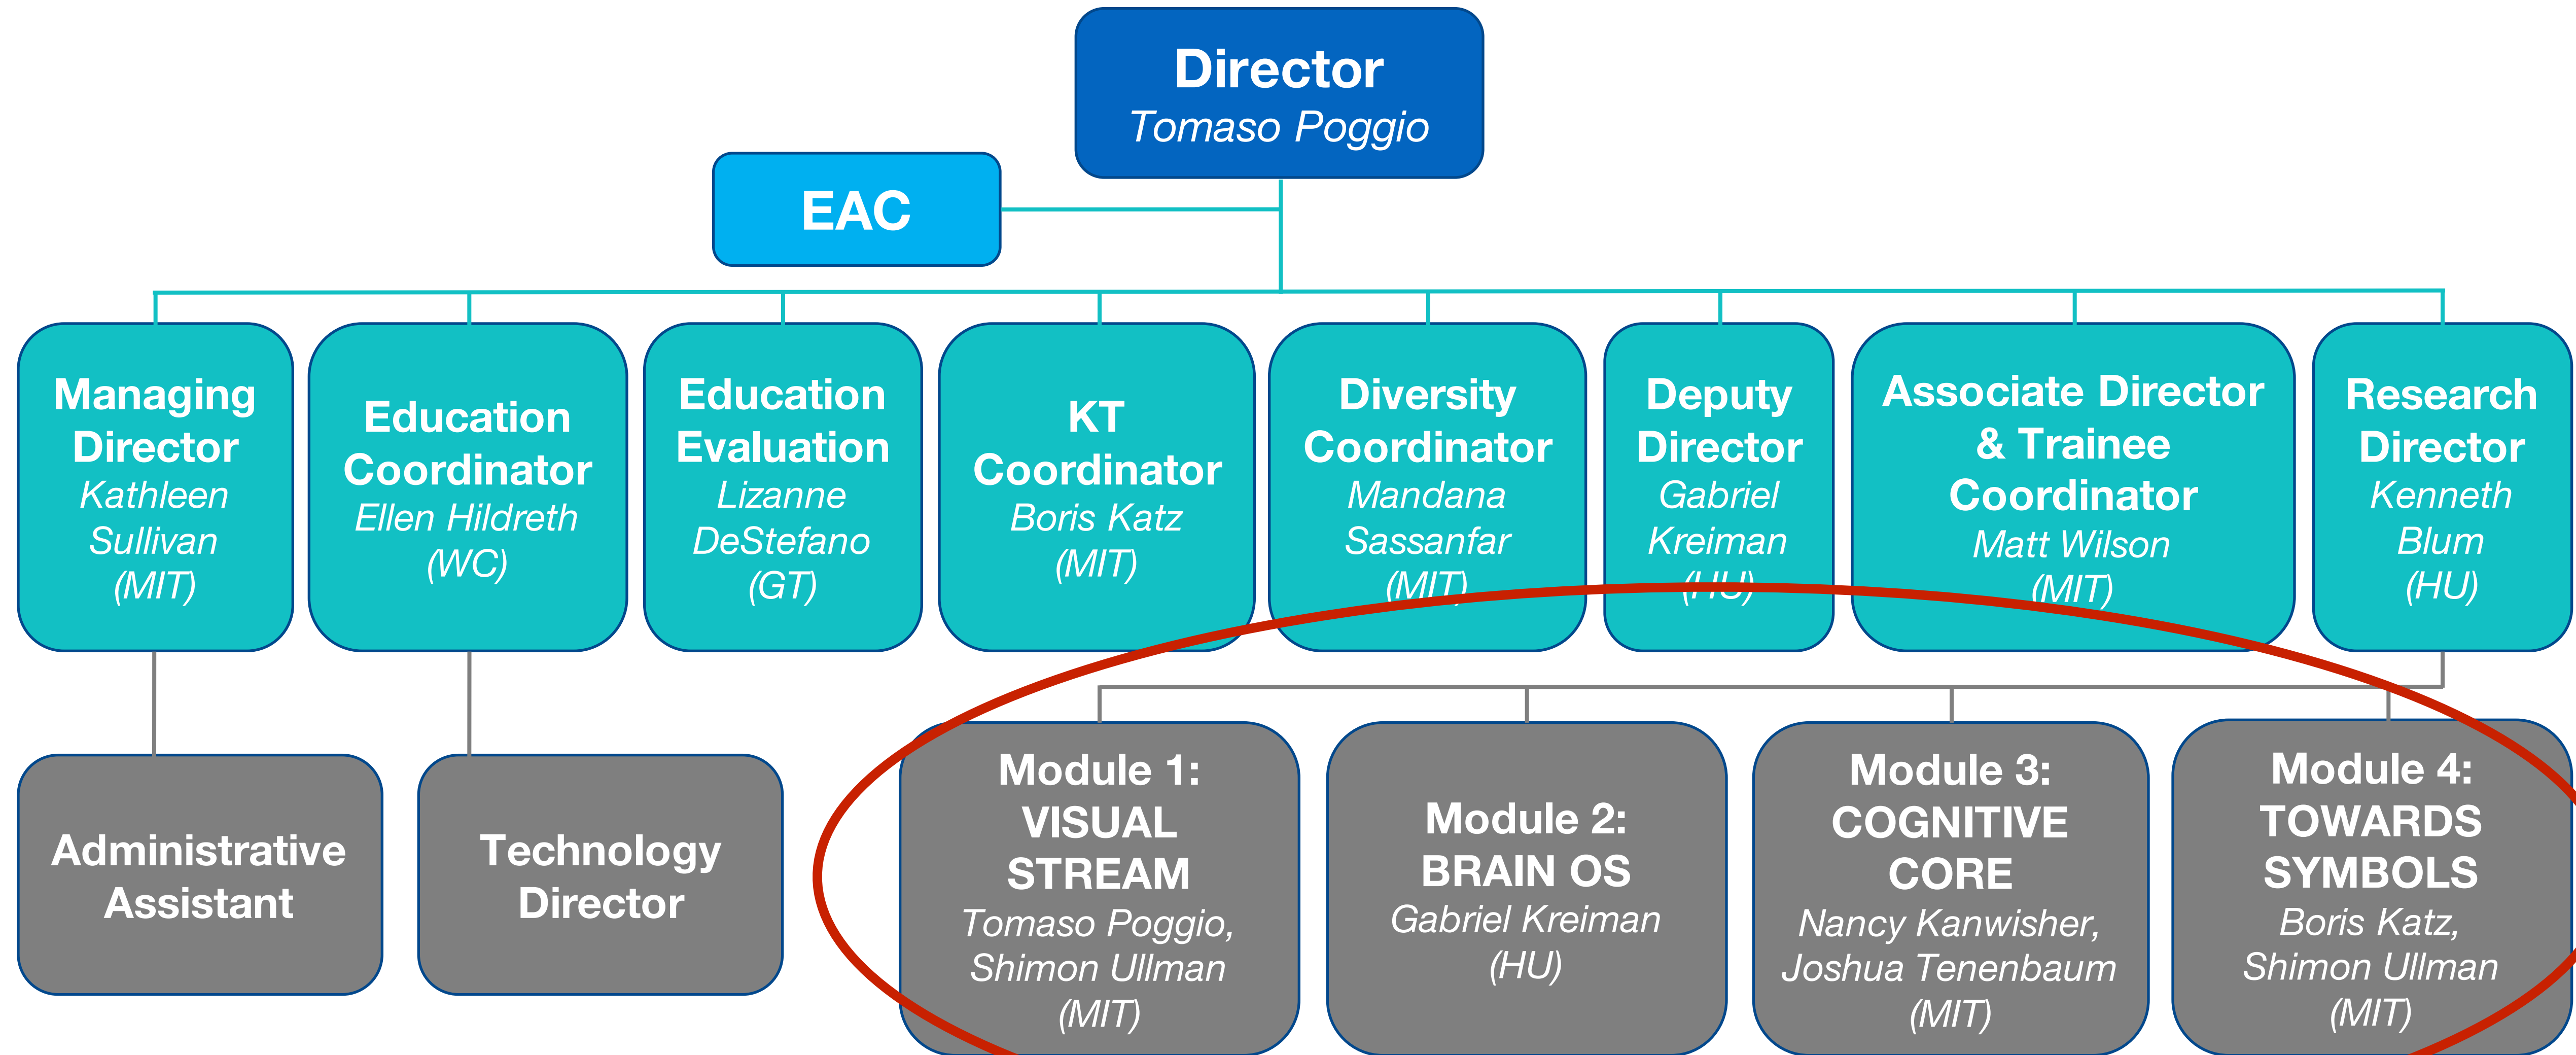 Director
Tomaso Poggio
EAC
Managing
Director
Kathleen
Sullivan
(MIT)
Education
Coordinator
Ellen Hildreth
(WC)
Education
Evaluation
Lizanne
DeStefano
(GT)
KT
Coordinator
Boris Katz
(MIT)
Diversity
Coordinator
Mandana
Sassanfar
(MIT)
Deputy
Director
Gabriel
Kreiman
(HU)
Associate Director
& Trainee
Coordinator
Matt Wilson
(MIT)
Research
Director
Kenneth
Blum
(HU)
Administrative
Assistant
Technology
Director
Module 1:
VISUAL
STREAM
Tomaso Poggio,
Shimon Ullman
(MIT)
Module 2:
BRAIN OS
Gabriel Kreiman
(HU)
Module 3:
COGNITIVE
CORE
Nancy Kanwisher,
Joshua Tenenbaum
(MIT)
Module 4:
TOWARDS
SYMBOLS
Boris Katz,
Shimon Ullman
(MIT)